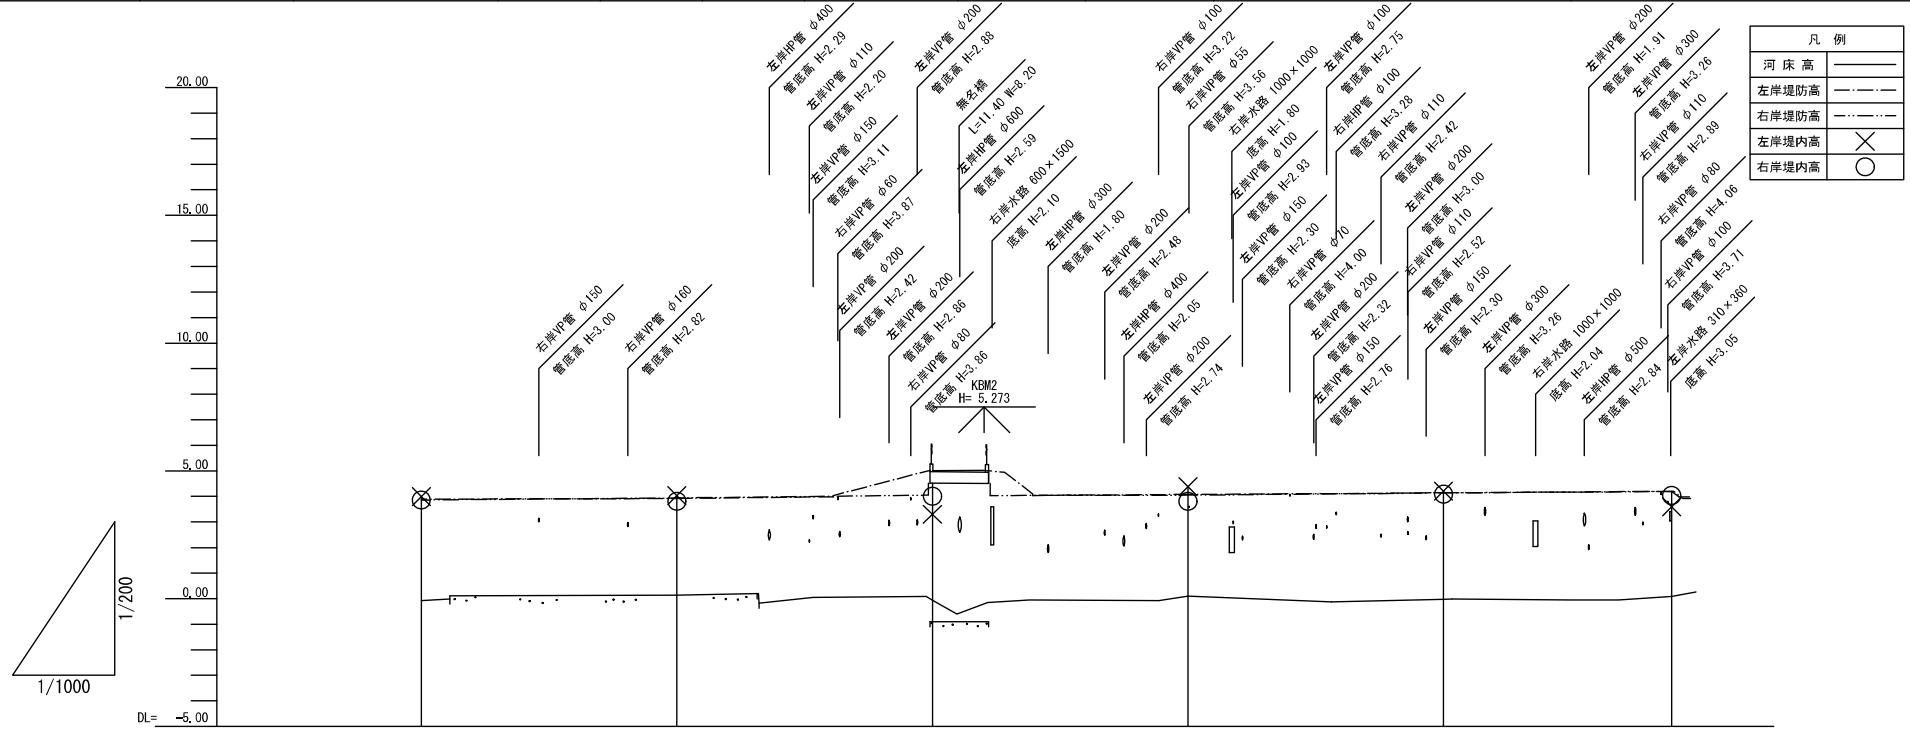 凡 例
河 床 高
左岸堤防高
右岸堤防高
左岸堤内高
右岸堤内高
20.00
15.00
10.00
5.00
0.00
DL= -5.00
1/200
1/1000
右岸VP管 φ150
管底高 H=3.00
右岸VP管 φ160
管底高 H=2.82
左岸HP管 φ400
管底高 H=2.29
左岸VP管 φ110
管底高 H=2.20
左岸VP管 φ150
管底高 H=3.11
右岸VP管 φ60
管底高 H=3.87
左岸VP管 φ200
管底高 H=2.42
左岸VP管 φ200
管底高 H=2.86
右岸VP管 φ80
管底高 H=3.86
左岸VP管 φ200
管底高 H=2.88
無名橋
L=11.40 W=8.20
左岸HP管 φ600
管底高 H=2.59
右岸水路 600×1500
底高 H=2.10
KBM2
H= 5.273
左岸HP管 φ300
管底高 H=1.80
左岸VP管 φ200
管底高 H=2.48
左岸HP管 φ400
管底高 H=2.05
左岸VP管 φ200
管底高 H=2.74
右岸VP管 φ100
管底高 H=3.22
右岸VP管 φ55
管底高 H=3.56
右岸水路 1000×1000
底高 H=1.80
左岸VP管 φ100
管底高 H=2.93
左岸VP管 φ150
管底高 H=2.30
右岸VP管 φ70
管底高 H=4.00
左岸VP管 φ200
管底高 H=2.32
左岸VP管 φ150
管底高 H=2.76
左岸VP管 φ100
管底高 H=2.75
右岸HP管 φ100
管底高 H=3.28
右岸VP管 φ110
管底高 H=2.42
左岸VP管 φ200
管底高 H=3.00
右岸VP管 φ110
管底高 H=2.52
左岸VP管 φ150
管底高 H=2.30
左岸VP管 φ300
管底高 H=3.26
右岸水路 1000×1000
底高 H=2.04
左岸HP管 φ500
管底高 H=2.84
左岸VP管 φ200
管底高 H=1.91
左岸VP管 φ300
管底高 H=3.26
右岸VP管 φ110
管底高 H=2.89
右岸VP管 φ80
管底高 H=4.06
右岸VP管 φ100
管底高 H=3.71
左岸水路 310×360
底高 H=3.05